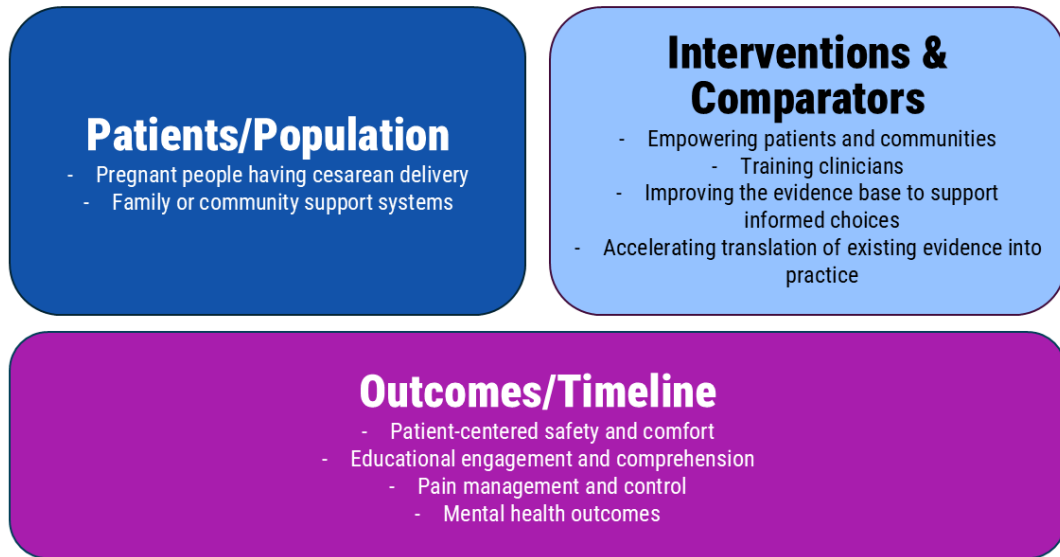 Patients/Population
- Pregnant people having cesarean delivery
- Family or community support systems
Interventions &
Comparators
- Empowering patients and communities
- Training clinicians
- Improving the evidence base to support
informed choices
- Accelerating translation of existing evidence into
practice
Outcomes/Timeline
- Patient-centered safety and comfort
- Educational engagement and comprehension
- Pain management and control
- Mental health outcomes